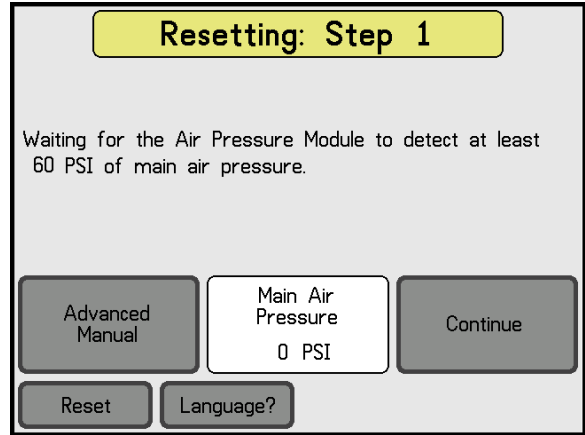 Resetting: Step 1
Waiting for the Air Pressure Module to detect at least
60 PSI of main air pressure.
Advanced
Manual
Main Air
Pressure
0 PSI
Continue
Reset
Language?